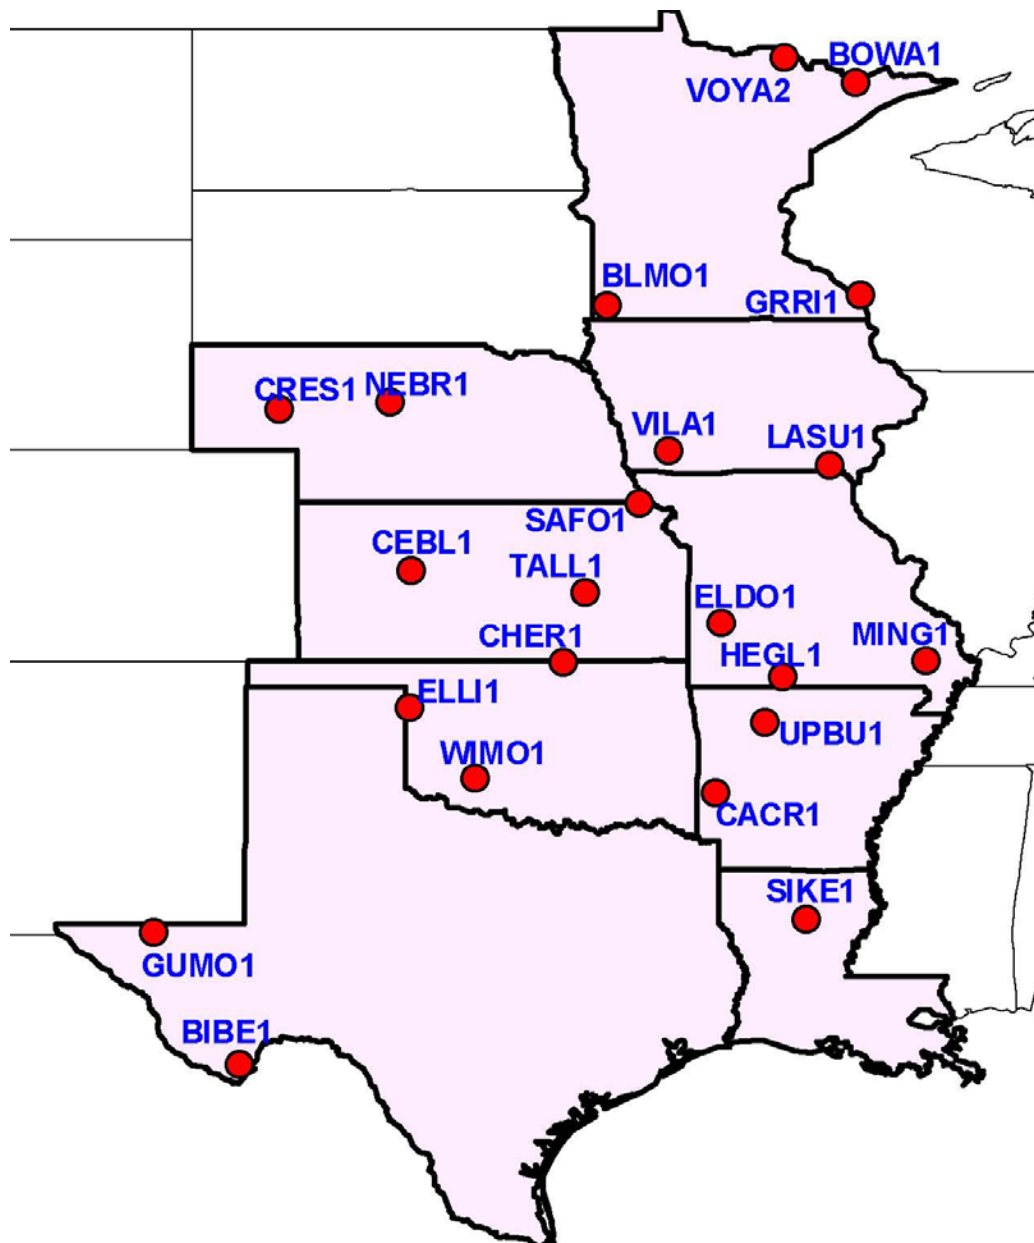 BOWA1
VOYA2
BLMO1
GRRI1
CRES1
NEBR1
VILA1
LASU1
SAFO1
CEBL1
TALL1
ELDO1
CHER1
HEGL1
MING1
ELLI1
UPBU1
WIMO1
CACR1
SIKE1
GUMO1
BIBE1